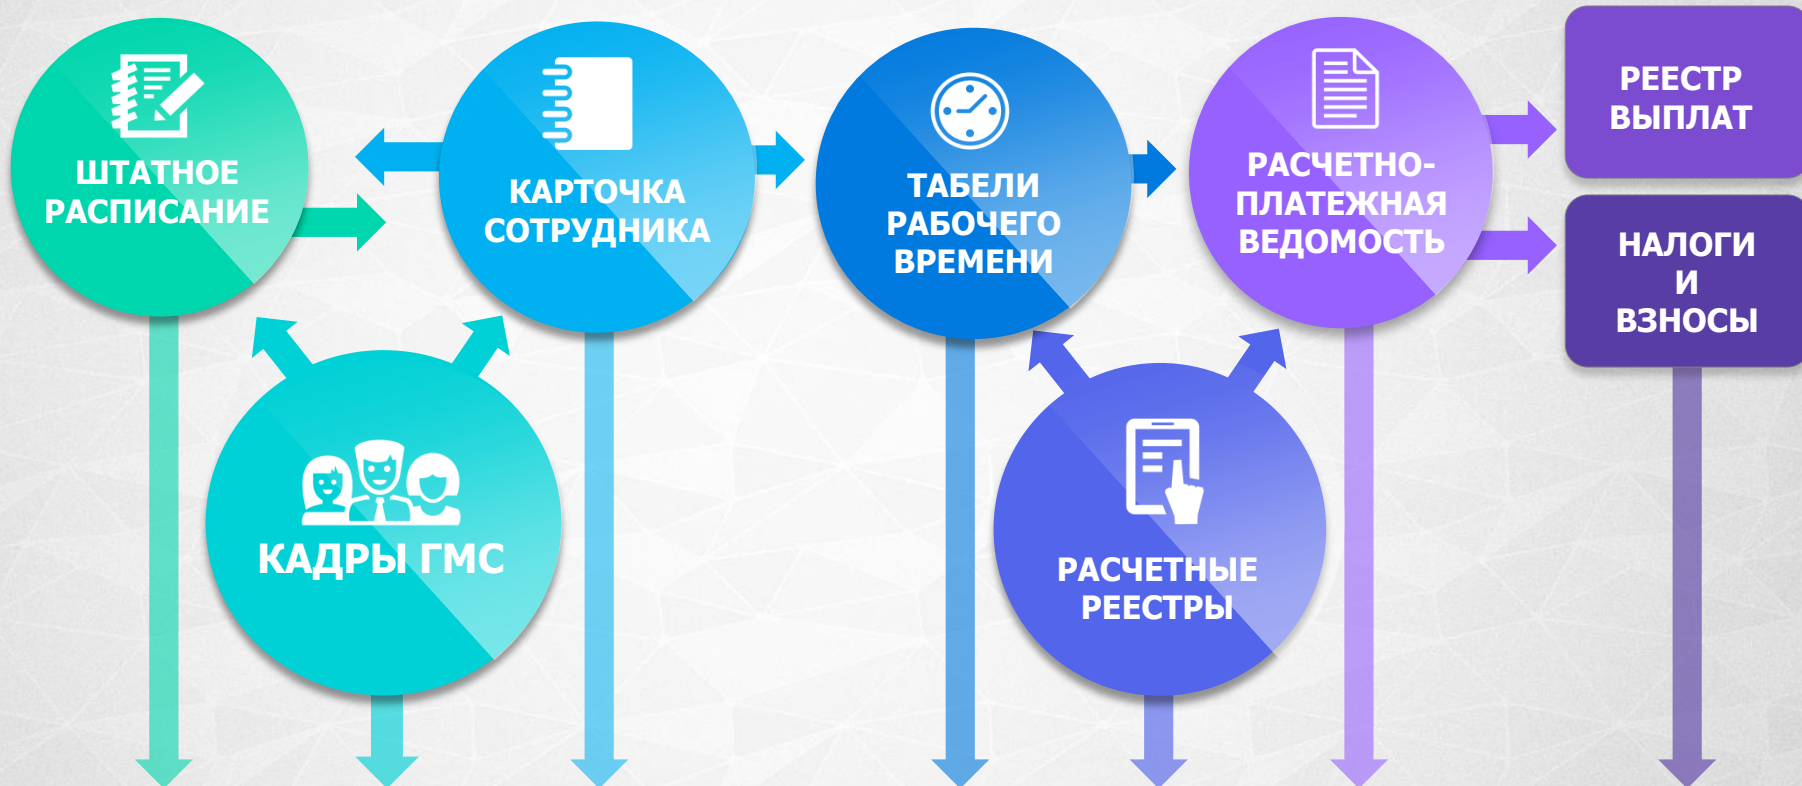 ШТАТНОЕ
РАСПИСАНИЕ
КАРТОЧКА
СОТРУДНИКА
ТАБЕЛИ
РАБОЧЕГО
ВРЕМЕНИ
РАСЧЕТНО-
ПЛАТЕЖНАЯ
ВЕДОМОСТЬ
РЕЕСТР
ВЫПЛАТ
НАЛОГИ
И
ВЗНОСЫ
КАДРЫ ГМС
РАСЧЕТНЫЕ
РЕЕСТРЫ